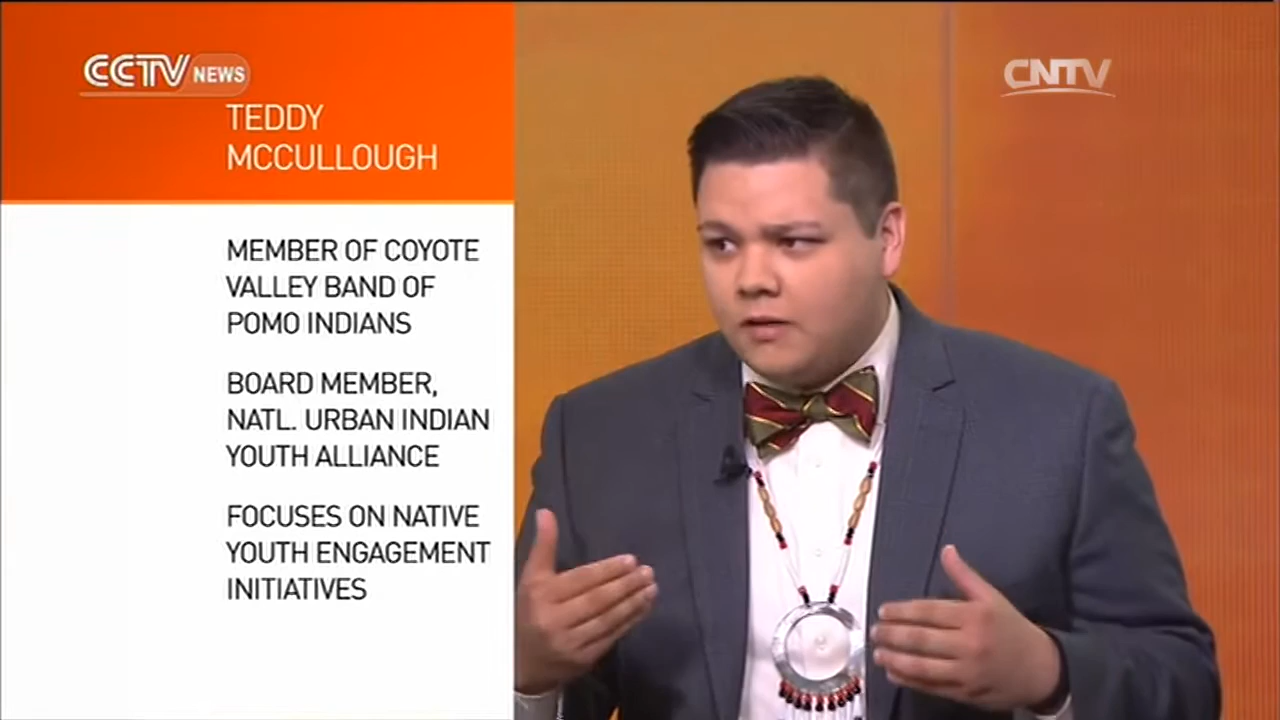 CCTV NEWS
CNTV
TEDDY
MCCULLOUGH
MEMBER OF COYOTE
VALLEY BAND OF
POMO INDIANS
BOARD MEMBER,
NATL. URBAN INDIAN
YOUTH ALLIANCE
FOCUSES ON NATIVE
YOUTH ENGAGEMENT
INITIATIVES